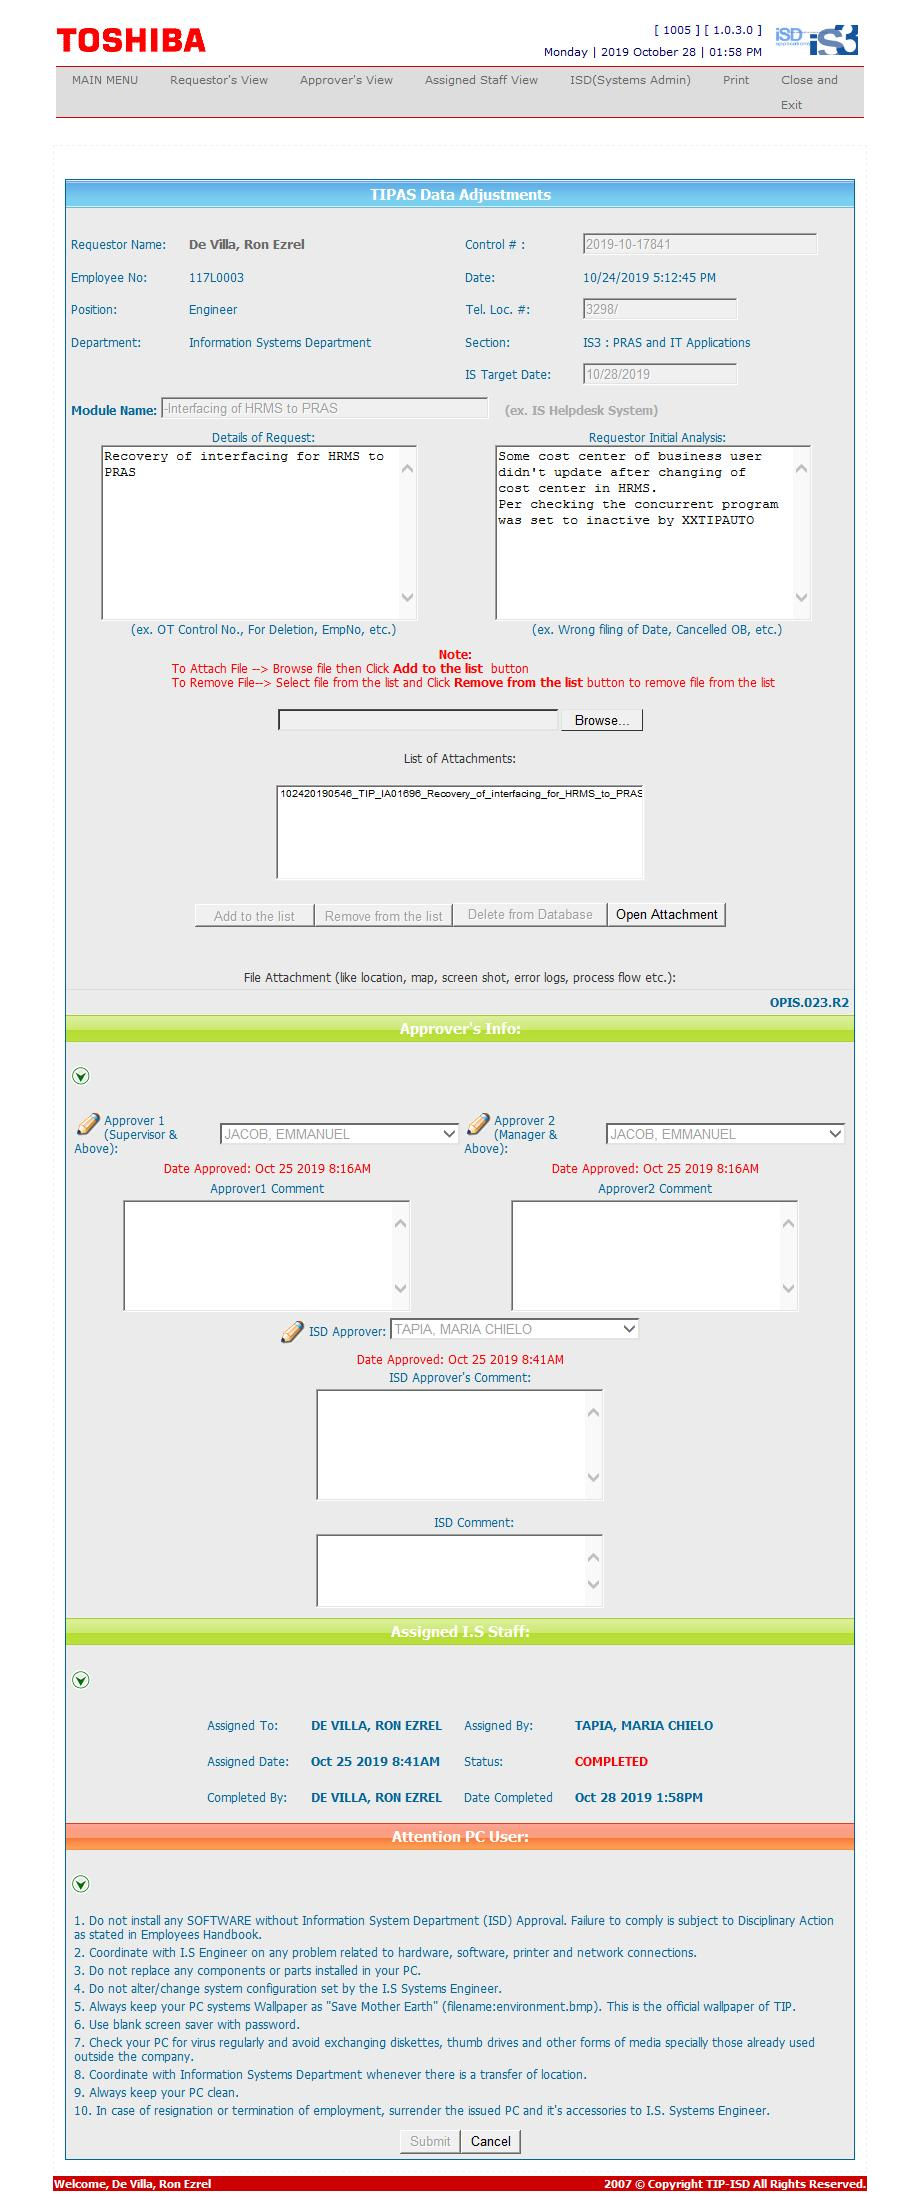 TOSHIBA
[ 1005 ] [ 1.0.3.0 ]
Monday | 2019 October 28 | 01:58 PM
MAIN MENU Requestor's View Approver's View Assigned Staff View ISD(Systems Admin) Print Close and
Exit
TIPAS Data Adjustments
Requestor Name: De Villa, Ron Ezrel Control # : 2019-10-17841
Employee No: 117L0003 Date: 10/24/2019 5:12:45 PM
Position: Engineer Tel. Loc. #: 3298/
Department: Information Systems Department Section: IS3 : PRAS and IT Applications
IS Target Date: 10/28/2019
Module Name: -Interfacing of HRMS to PRAS (ex. IS Helpdesk System)
Details of Request: Requestor Initial Analysis:
Recovery of interfacing for HRMS to
PRAS
Some cost center of business user
didn't update after changing of
cost center in HRMS.
Per checking the concurrent program
was set to inactive by XXTIPAUTO
(ex. OT Control No., For Deletion, EmpNo, etc.) (ex. Wrong filing of Date, Cancelled OB, etc.)
Note:
To Attach File --> Browse file then Click Add to the list button
To Remove File--> Select file from the list and Click Remove from the list button to remove file from the list
Browse...
List of Attachments:
102420190546_TIP_IA01696_Recovery_of_interfacing_for_HRMS_to_PRAS
Add to the list Remove from the list Delete from Database Open Attachment
File Attachment (like location, map, screen shot, error logs, process flow etc.):
OPIS.023.R2
Approver's Info:
Approver 1
(Supervisor &
Above):
JACOB, EMMANUEL
Approver 2
(Manager &
Above):
JACOB, EMMANUEL
Date Approved: Oct 25 2019 8:16AM Date Approved: Oct 25 2019 8:16AM
Approver1 Comment Approver2 Comment
ISD Approver: TAPIA, MARIA CHIELO
Date Approved: Oct 25 2019 8:41AM
ISD Approver's Comment:
ISD Comment:
Assigned I.S Staff:
Assigned To: DE VILLA, RON EZREL Assigned By: TAPIA, MARIA CHIELO
Assigned Date: Oct 25 2019 8:41AM Status: COMPLETED
Completed By: DE VILLA, RON EZREL Date Completed Oct 28 2019 1:58PM
Attention PC User:
1. Do not install any SOFTWARE without Information System Department (ISD) Approval. Failure to comply is subject to Disciplinary Action
as stated in Employees Handbook.
2. Coordinate with I.S Engineer on any problem related to hardware, software, printer and network connections.
3. Do not replace any components or parts installed in your PC.
4. Do not alter/change system configuration set by the I.S Systems Engineer.
5. Always keep your PC systems Wallpaper as "Save Mother Earth" (filename:environment.bmp). This is the official wallpaper of TIP.
6. Use blank screen saver with password.
7. Check your PC for virus regularly and avoid exchanging diskettes, thumb drives and other forms of media specially those already used
outside the company.
8. Coordinate with Information Systems Department whenever there is a transfer of location.
9. Always keep your PC clean.
10. In case of resignation or termination of employment, surrender the issued PC and it's accessories to I.S. Systems Engineer.
Submit Cancel
Welcome, De Villa, Ron Ezrel 2007 © Copyright TIP-ISD All Rights Reserved.